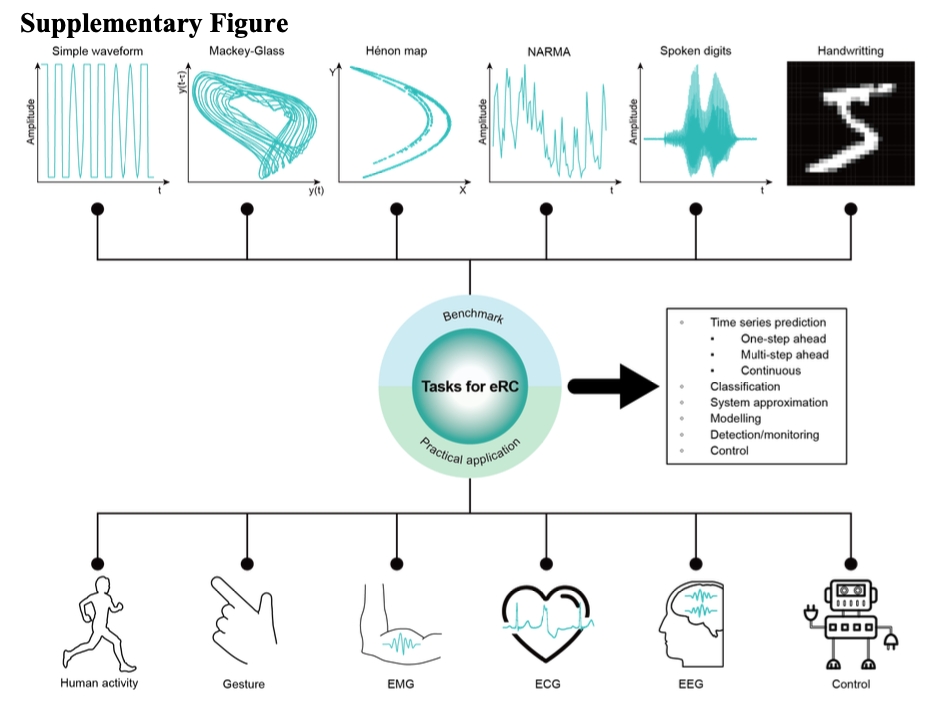 Supplementary Figure
Simple waveform
Mackey-Glass
Hénon map
NARMA
Spoken digits
Handwritting
Amplitude
t
y(t-τ)
y(t)
Y
X
Amplitude
t
Amplitude
t
Benchmark
Tasks for eRC
Practical application
Time series prediction
One-step ahead
Multi-step ahead
Continuous
Classification
System approximation
Modelling
Detection/monitoring
Control
Human activity
Gesture
EMG
ECG
EEG
Control